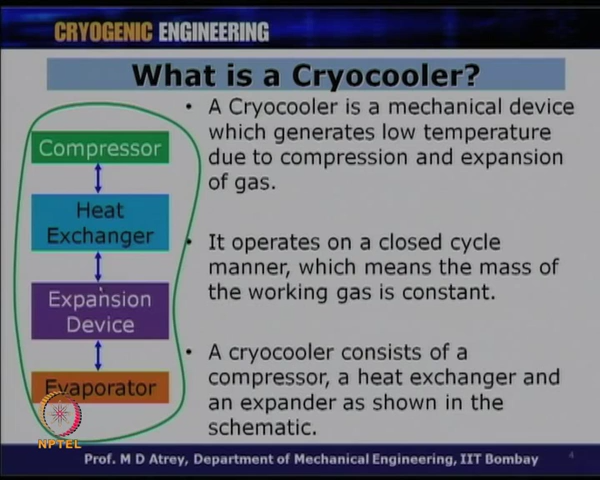 CRYOGENIC ENGINEERING
What is a Cryocooler?
Compressor
Heat
Exchanger
Expansion
Device
Evaporator
• A Cryocooler is a mechanical device
which generates low temperature
due to compression and expansion
of gas.
• It operates on a closed cycle
manner, which means the mass of
the working gas is constant.
• A cryocooler consists of a
compressor, a heat exchanger and
an expander as shown in the
schematic.
NPTEL
Prof. M D Atrey, Department of Mechanical Engineering, IIT Bombay
4